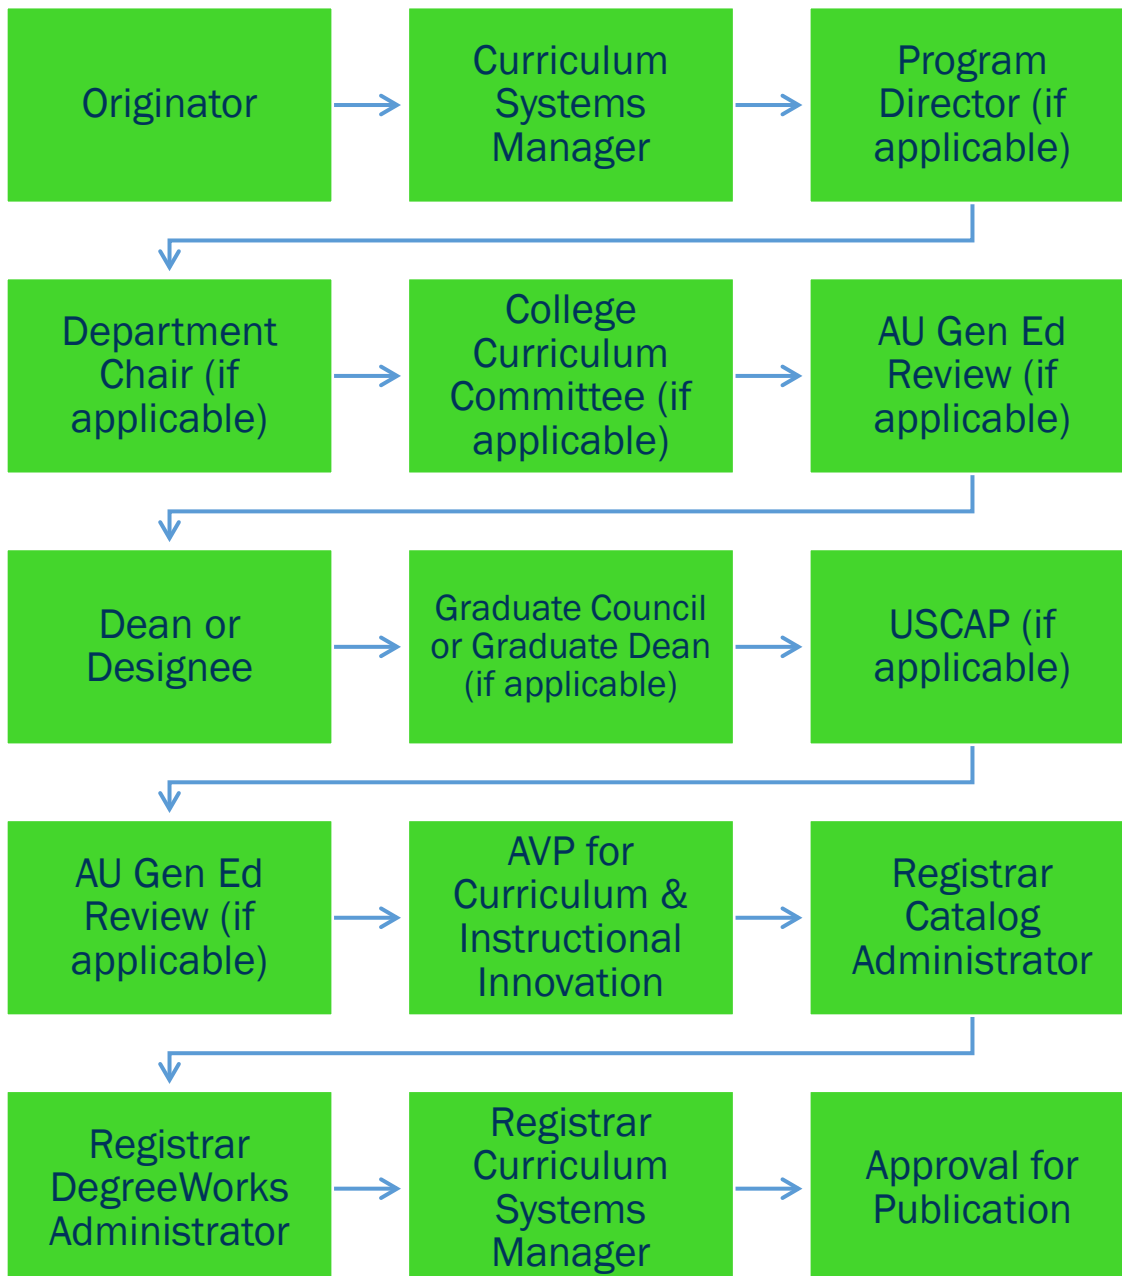 Originator
Curriculum
Systems
Manager
Program
Director (if
applicable)
Department
Chair (if
applicable)
College
Curriculum
Committee (if
applicable)
AU Gen Ed
Review (if
applicable)
Dean or
Designee
Graduate Council
or Graduate Dean
(if applicable)
USCAP (if
applicable)
AU Gen Ed
Review (if
applicable)
AVP for
Curriculum &
Instructional
Innovation
Registrar
Catalog
Administrator
Registrar
DegreeWorks
Administrator
Registrar
Curriculum
Systems
Manager
Approval for
Publication